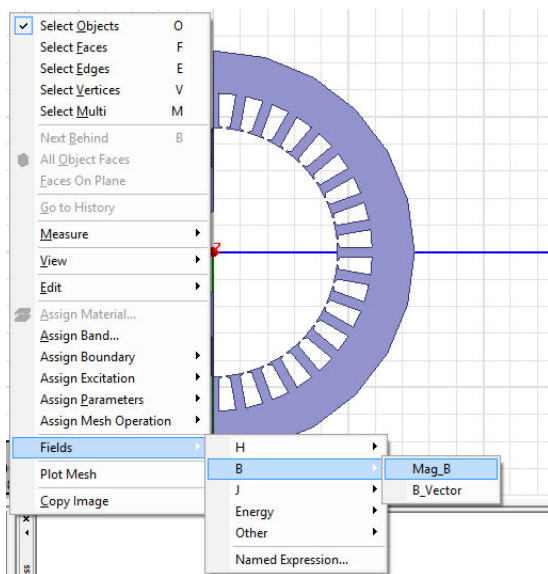 Select Objects O
Select Faces F
Select Edges E
Select Vertices V
Select Multi M
Next Behind B
All Object Faces
Faces On Plane
Go to History
Measure
View
Edit
Assign Material...
Assign Band...
Assign Boundary
Assign Excitation
Assign Parameters
Assign Mesh Operation
Fields
Plot Mesh
Copy Image
H
B
J
Energy
Other
Named Expression...
Mag_B
B_Vector
Z
ss